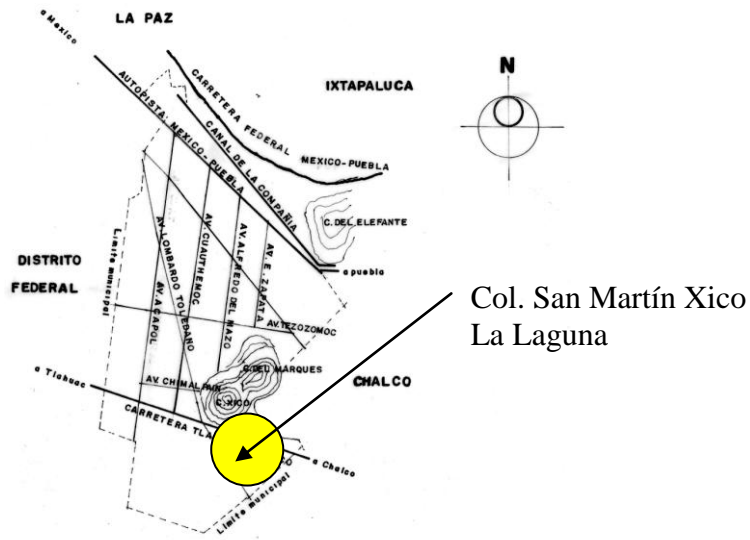 a Mexico
LA PAZ
N
IXTAPALUCA
CARRETERA FEDERAL
MEXICO-PUEBLA
AUTOPISTA: MEXICO-PUEBLA
CANAL DE LA COMPAÑIA
C. DEL ELEFANTE
a puebla
DISTRITO
FEDERAL
Limite municipal
AV. ACAPOL
AV. LOMBARDO TOLEDANO
AV. CUAUTHEMOC
AV. ALFREDO DEL MAZO
AV. E. ZAPATA
AV. TEZOZOMOC
Col. San Martín Xico
La Laguna
C. DEL MARQUES
CHALCO
a Tlahuac
AV. CHIMALPAIN
C. XICO
CARRETERA TLA
CO
a Chalco
Limite municipal